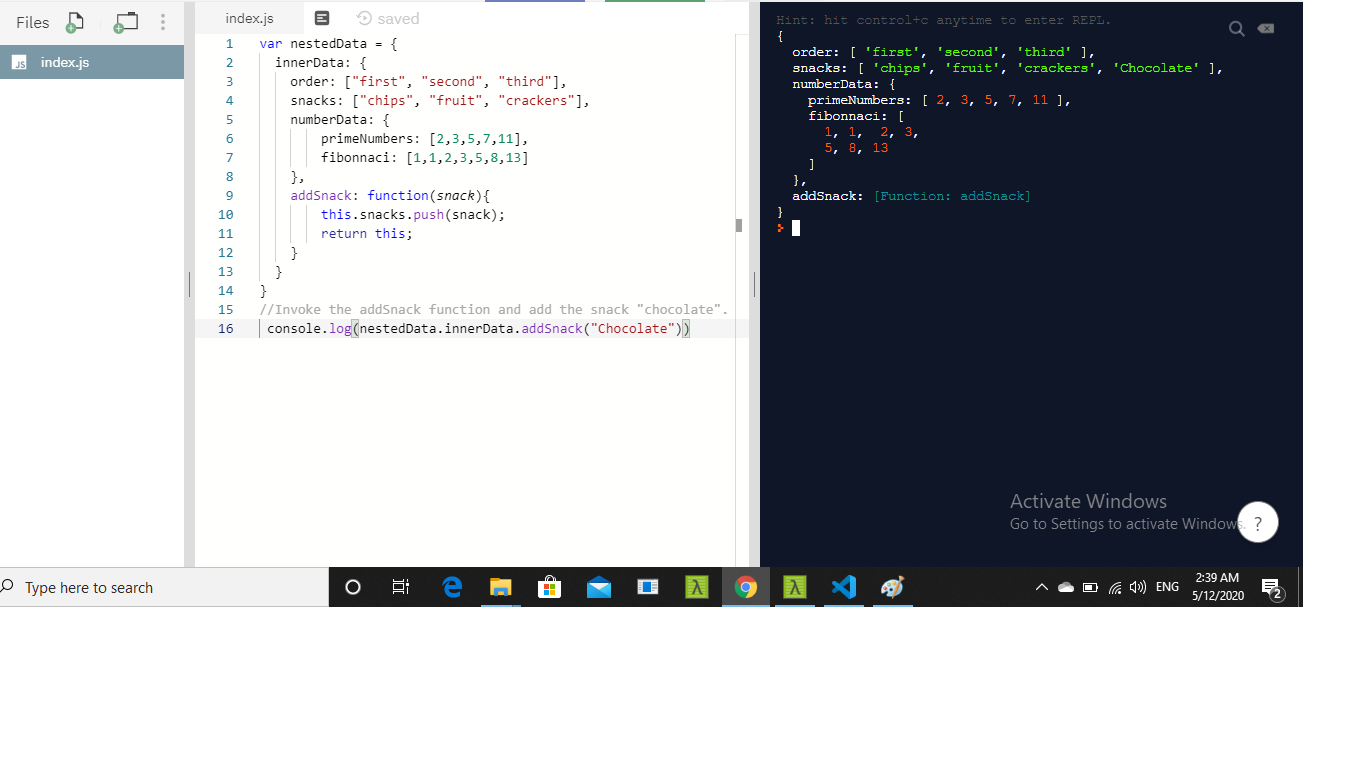 Files
index.js
index.js
saved
1 var nestedData = {
2 innerData: {
3 order: ["first", "second", "third"],
4 snacks: ["chips", "fruit", "crackers"],
5 numberData: {
6 primeNumbers: [2,3,5,7,11],
7 fibonnaci: [1,1,2,3,5,8,13]
8 },
9 addSnack: function(snack){
10 this.snacks.push(snack);
11 return this;
12 }
13 }
14 }
15 //Invoke the addSnack function and add the snack "chocolate".
16 console.log(nestedData.innerData.addSnack("Chocolate"))
Hint: hit control+c anytime to enter REPL.
{
order: [ 'first', 'second', 'third' ],
snacks: [ 'chips', 'fruit', 'crackers', 'Chocolate' ],
numberData: {
primeNumbers: [ 2, 3, 5, 7, 11 ],
fibonnaci: [
1, 1, 2, 3,
5, 8, 13
]
},
addSnack: [Function: addSnack]
}
Activate Windows
Go to Settings to activate Windows.
?
Type here to search
ENG
2:39 AM
5/12/2020
2